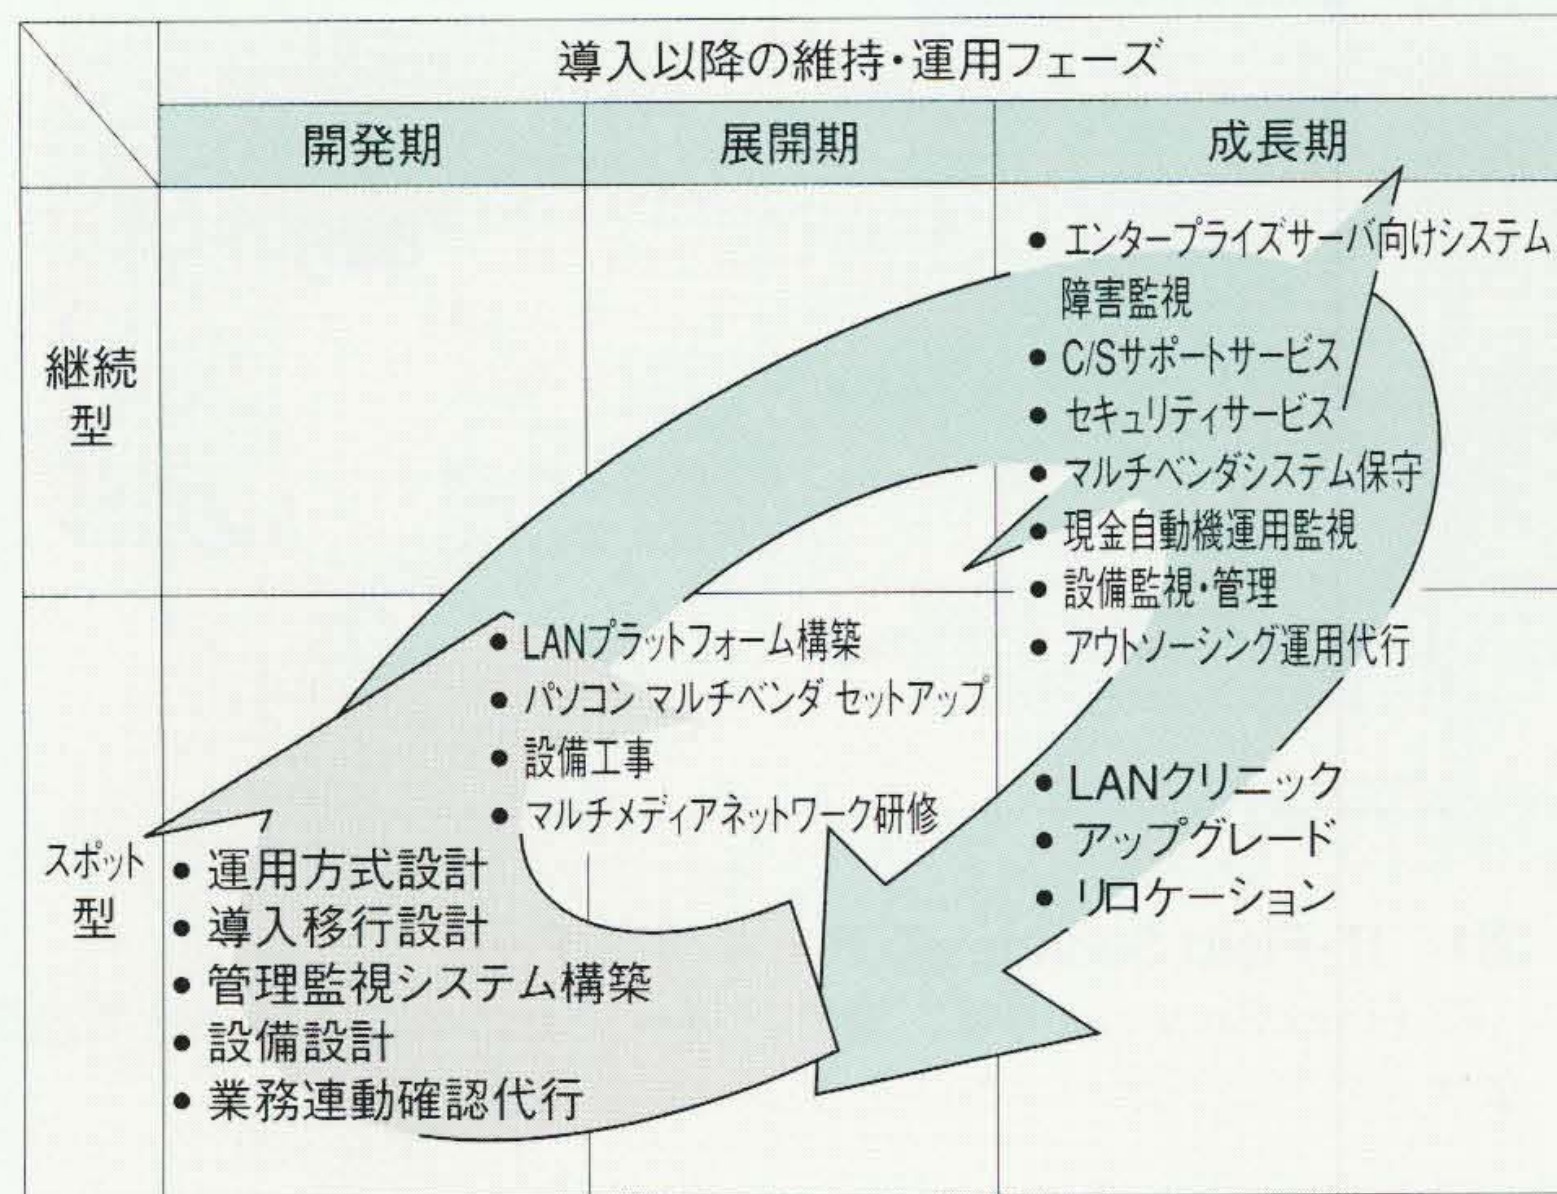 導入以降の維持・運用フェーズ
開発期
展開期
成長期
継続
型
• エンタープライズサーバ向けシステム
障害監視
• C/Sサポートサービス
• セキュリティサービス
• マルチベンダシステム保守
• 現金自動機運用監視
• 設備監視・管理
• アウトソーシング運用代行
スポット
型
• 運用方式設計
• 導入移行設計
• 管理監視システム構築
• 設備設計
• 業務連動確認代行
• LANプラットフォーム構築
• パソコン マルチベンダ セットアップ
• 設備工事
• マルチメディアネットワーク研修
• LANクリニック
• アップグレード
• リロケーション